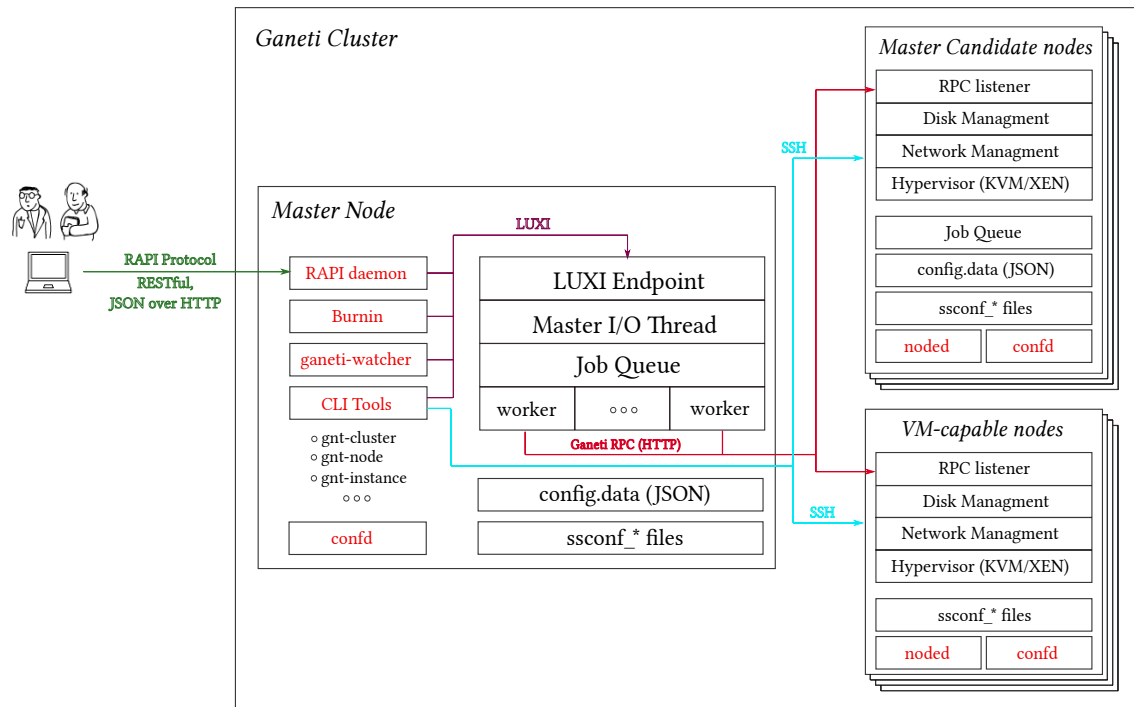 Ganeti Cluster
RAPI Protocol
RESTful,
JSON over HTTP
Master Node
LUXI
RAPI daemon
Burnin
ganeti-watcher
CLI Tools
◦ gnt-cluster
◦ gnt-node
◦ gnt-instance
◦◦◦
confd
LUXI Endpoint
Master I/O Thread
Job Queue
worker
◦◦◦
worker
Ganeti RPC (HTTP)
config.data (JSON)
ssconf_* files
SSH
SSH
Master Candidate nodes
RPC listener
Disk Managment
Network Managment
Hypervisor (KVM/XEN)
Job Queue
config.data (JSON)
ssconf_* files
noded
confd
VM-capable nodes
RPC listener
Disk Managment
Network Managment
Hypervisor (KVM/XEN)
ssconf_* files
noded
confd